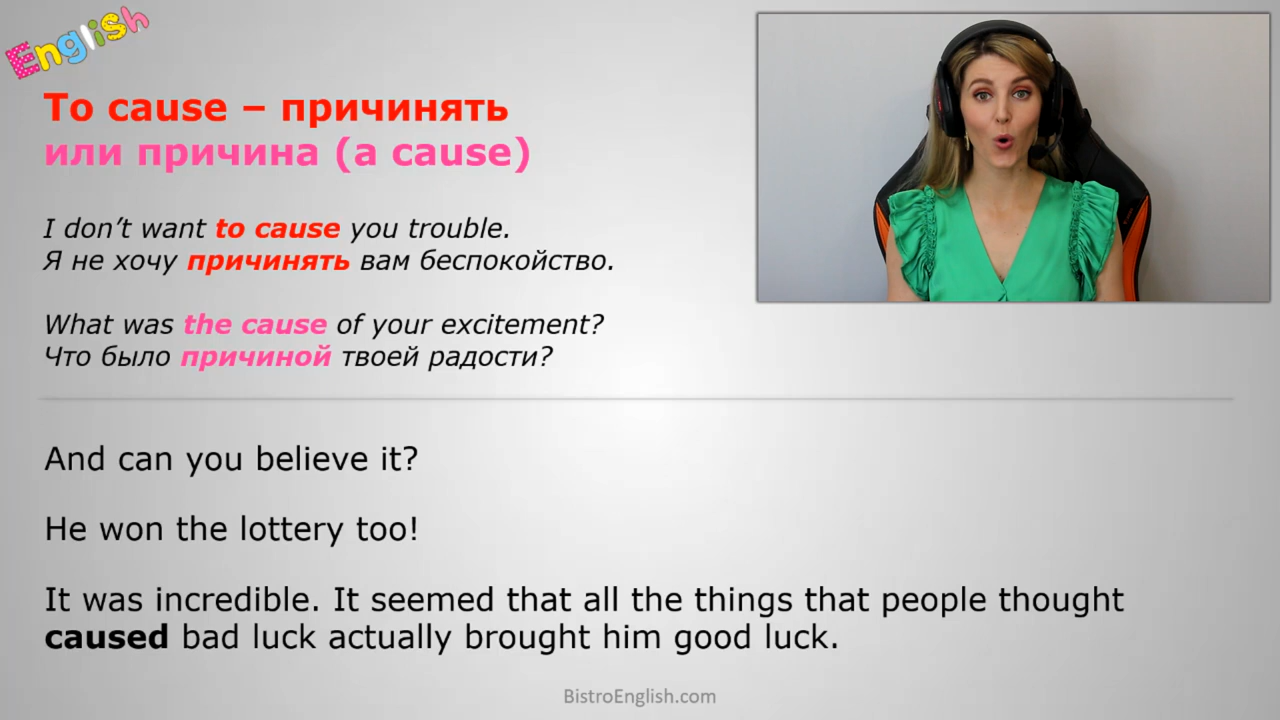 English
To cause – причинять
или причина (a cause)
I don’t want to cause you trouble.
Я не хочу причинять вам беспокойство.
What was the cause of your excitement?
Что было причиной твоей радости?
And can you believe it?
He won the lottery too!
It was incredible. It seemed that all the things that people thought
caused bad luck actually brought him good luck.
BistroEnglish.com